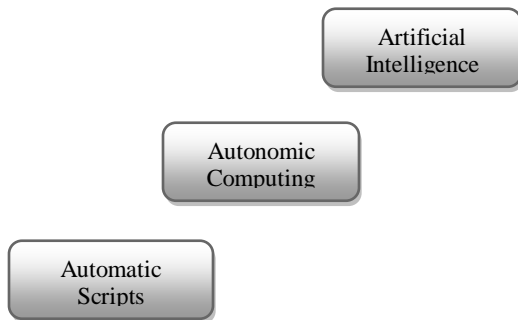 Artificial
Intelligence
Autonomic
Computing
Automatic
Scripts